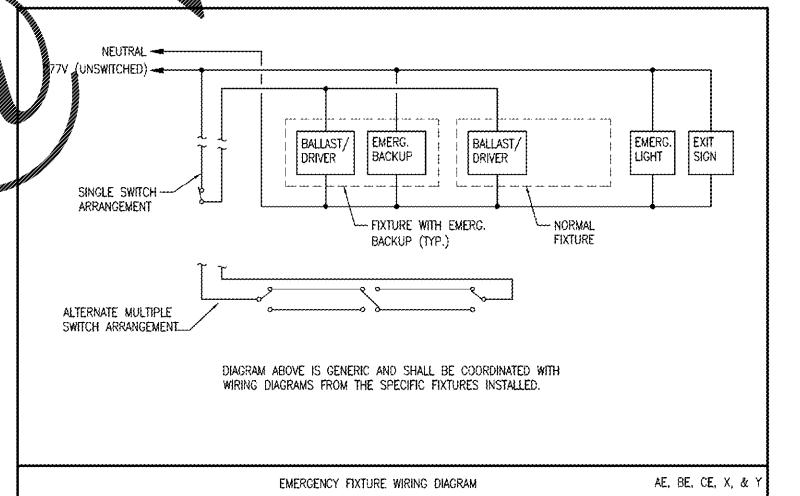 NEUTRAL
277V (UNSWITCHED)
BALLAST/
DRIVER
EMERG.
BACKUP
BALLAST/
DRIVER
EMERG.
LIGHT
EXIT
SIGN
SINGLE SWITCH
ARRANGEMENT
FIXTURE WITH EMERG.
BACKUP (TYP.)
NORMAL
FIXTURE
ALTERNATE MULTIPLE
SWITCH ARRANGEMENT
DIAGRAM ABOVE IS GENERIC AND SHALL BE COORDINATED WITH
WIRING DIAGRAMS FROM THE SPECIFIC FIXTURES INSTALLED.
EMERGENCY FIXTURE WIRING DIAGRAM
AE, BE, CE, X, & Y